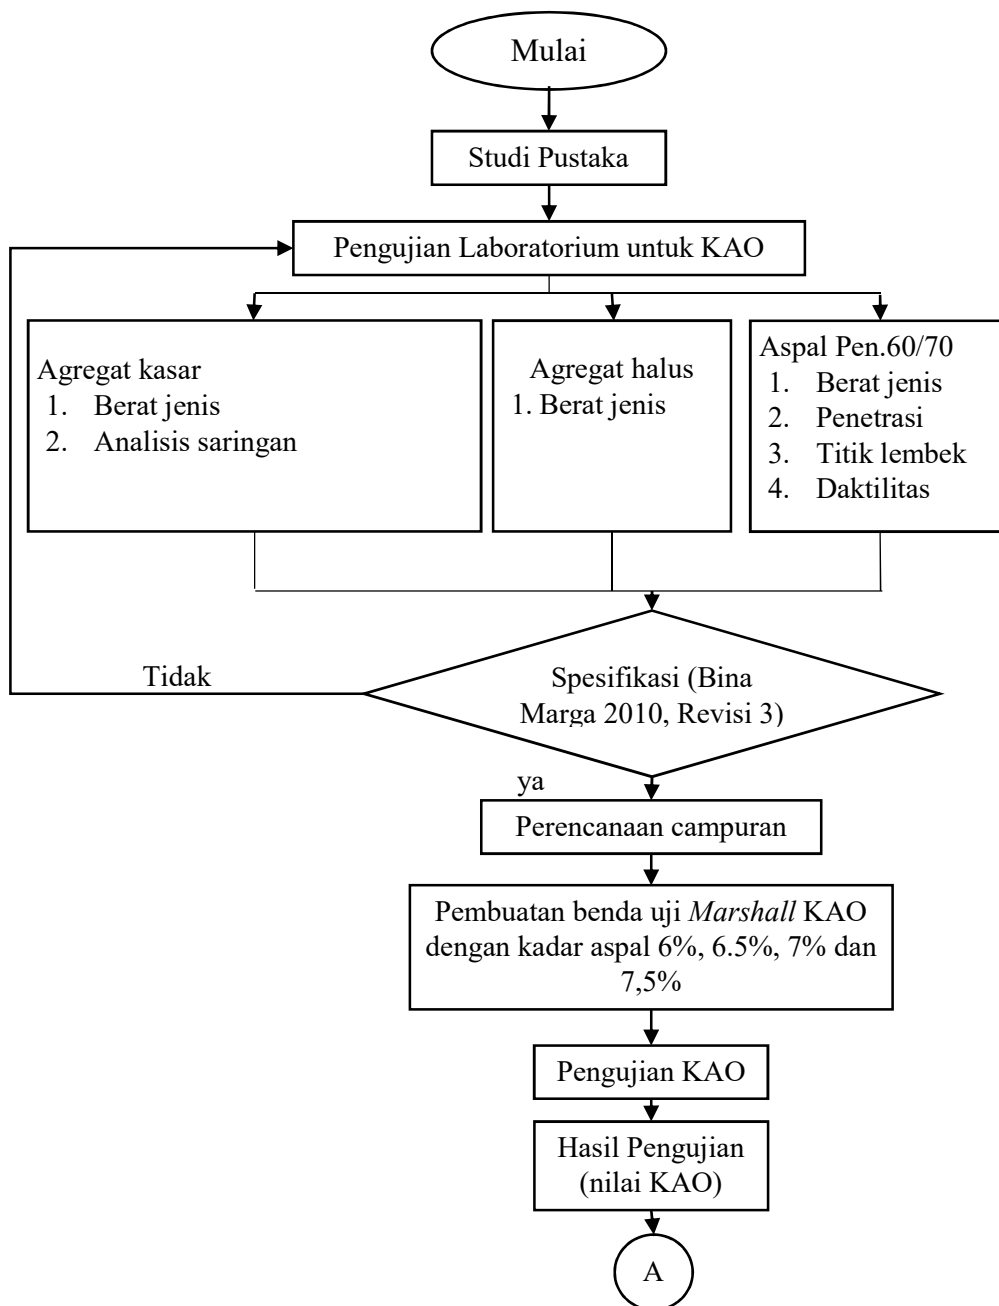 Mulai
Studi Pustaka
Pengujian Laboratorium untuk KAO
Agregat kasar
1. Berat jenis
2. Analisis saringan
Agregat halus
1. Berat jenis
Aspal Pen.60/70
1. Berat jenis
2. Penetrasi
3. Titik lembek
4. Daktilitas
Tidak
Spesifikasi (Bina
Marga 2010, Revisi 3)
ya
Perencanaan campuran
Pembuatan benda uji Marshall KAO
dengan kadar aspal 6%, 6.5%, 7% dan
7,5%
Pengujian KAO
Hasil Pengujian
(nilai KAO)
A